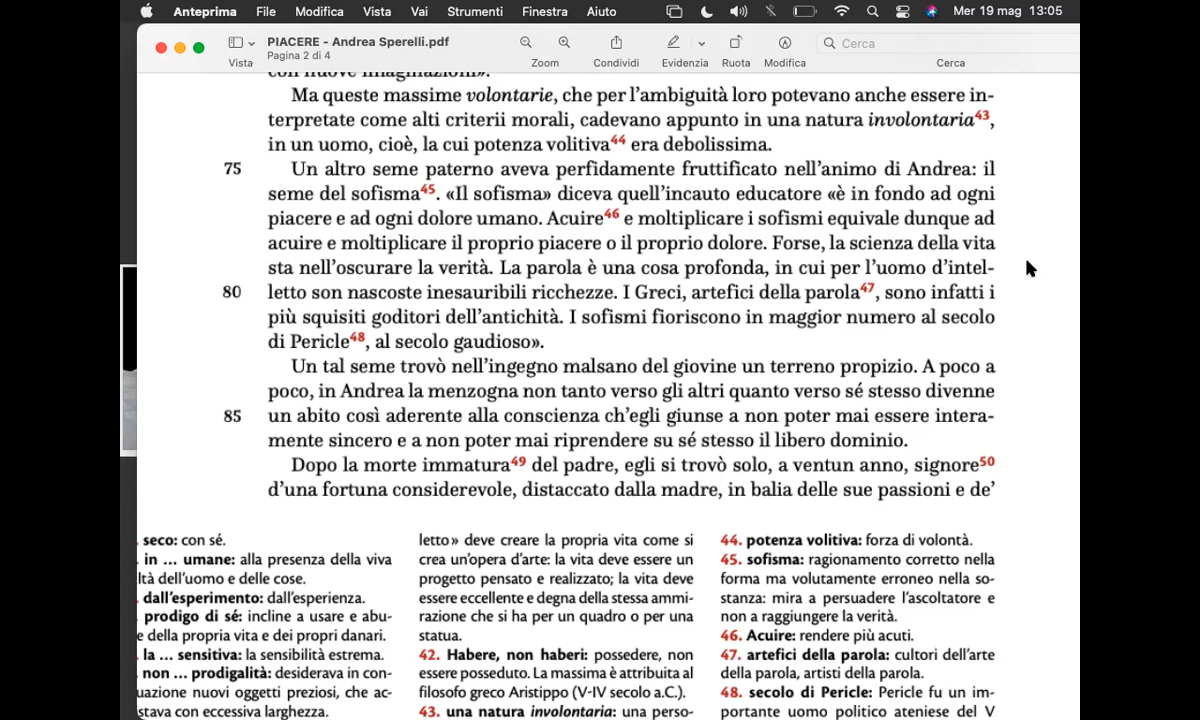 Anteprima File Modifica Vista Vai Strumenti Finestra Aiuto Mer 19 mag 13:05
PIACERE - Andrea Sperelli.pdf
Pagina 2 di 4
Cerca
Vista Zoom Condividi Evidenzia Ruota Modifica Cerca
con nuove imaginazioni».
Ma queste massime volontarie, che per l'ambiguità loro potevano anche essere in-
terpretate come alti criterii morali, cadevano appunto in una natura involontaria43,
in un uomo, cioè, la cui potenza volitiva44 era debolissima.
75 Un altro seme paterno aveva perfidamente fruttificato nell'animo di Andrea: il
seme del sofisma45. «Il sofisma» diceva quell'incauto educatore «è in fondo ad ogni
piacere e ad ogni dolore umano. Acuire46 e moltiplicare i sofismi equivale dunque ad
acuire e moltiplicare il proprio piacere o il proprio dolore. Forse, la scienza della vita
sta nell'oscurare la verità. La parola è una cosa profonda, in cui per l'uomo d'intel-
80 letto son nascoste inesauribili ricchezze. I Greci, artefici della parola47, sono infatti i
più squisiti goditori dell'antichità. I sofismi fioriscono in maggior numero al secolo
di Pericle48, al secolo gaudioso».
Un tal seme trovò nell'ingegno malsano del giovine un terreno propizio. A poco a
poco, in Andrea la menzogna non tanto verso gli altri quanto verso sé stesso divenne
85 un abito così aderente alla conscienza ch'egli giunse a non poter mai essere intera-
mente sincero e a non poter mai riprendere su sé stesso il libero dominio.
Dopo la morte immatura49 del padre, egli si trovò solo, a ventun anno, signore50
d'una fortuna considerevole, distaccato dalla madre, in balia delle sue passioni e de'
. seco: con sé.
. in ... umane: alla presenza della viva
ltà dell'uomo e delle cose.
. dall'esperimento: dall'esperienza.
. prodigo di sé: incline a usare e abu-
e della propria vita e dei propri danari.
. la ... sensitiva: la sensibilità estrema.
. non ... prodigalità: desiderava in con-
uazione nuovi oggetti preziosi, che ac-
stava con eccessiva larghezza.
letto» deve creare la propria vita come si
crea un'opera d'arte: la vita deve essere un
progetto pensato e realizzato; la vita deve
essere eccellente e degna della stessa ammi-
razione che si ha per un quadro o per una
statua.
42. Habere, non haberi: possedere, non
essere posseduto. La massima è attribuita al
filosofo greco Aristippo (V-IV secolo a.C.).
43. una natura involontaria: una perso-
44. potenza volitiva: forza di volontà.
45. sofisma: ragionamento corretto nella
forma ma volutamente erroneo nella so-
stanza: mira a persuadere l'ascoltatore e
non a raggiungere la verità.
46. Acuire: rendere più acuti.
47. artefici della parola: cultori dell'arte
della parola, artisti della parola.
48. secolo di Pericle: Pericle fu un im-
portante uomo politico ateniese del V